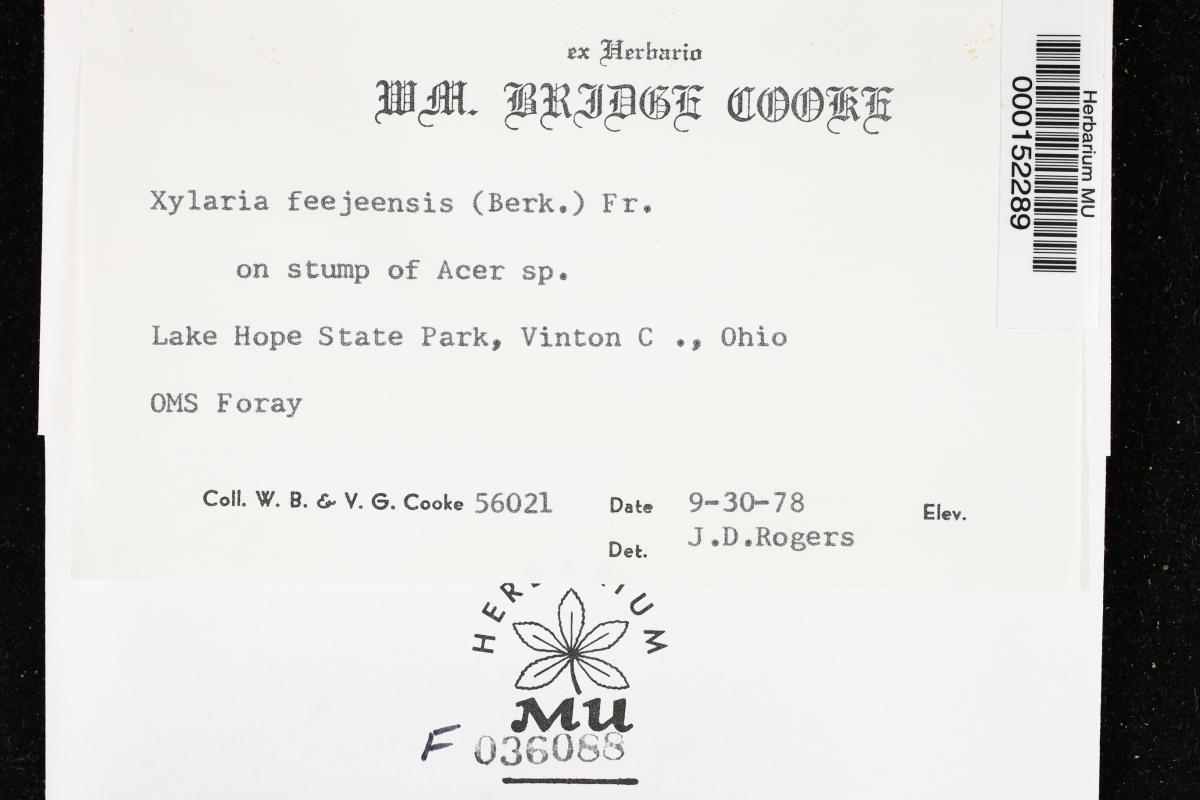 ex Herbario
WM. BRIDGE COOKE
Xylaria feejeensis (Berk.) Fr.
on stump of Acer sp.
Lake Hope State Park, Vinton C ., Ohio
OMS Foray
Coll. W. B. & V. G. Cooke 56021 Date 9-30-78 Elev.
Det. J.D.Rogers
Herbarium MU
000152289
MU
F 036088